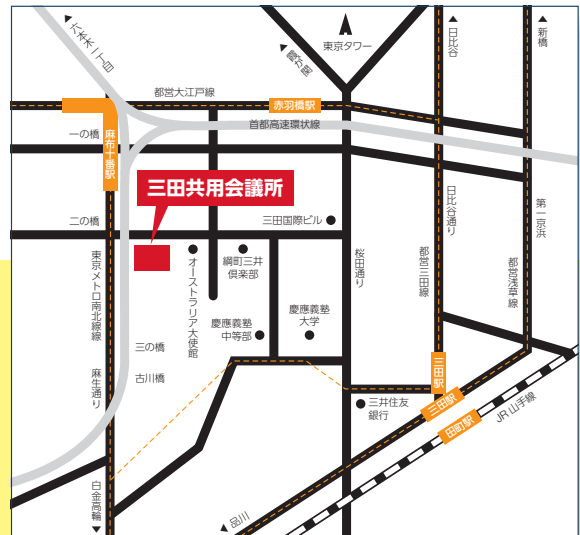 六本木一丁目
霞が関
東京タワー
日比谷
新橋
都営大江戸線
赤羽橋駅
首都高速環状線
一の橋
麻布十番駅
三田共用会議所
二の橋
三田国際ビル
日比谷通り
第一京浜
東京メトロ南北線線
オーストラリア大使館
綱町三井
倶楽部
桜田通り
都営三田線
都営浅草線
慶應義塾
中等部
慶應義塾
大学
三の橋
古川橋
麻生通り
三田駅
三井住友
銀行
三田駅
田町駅
JR山手線
白金高輪
品川